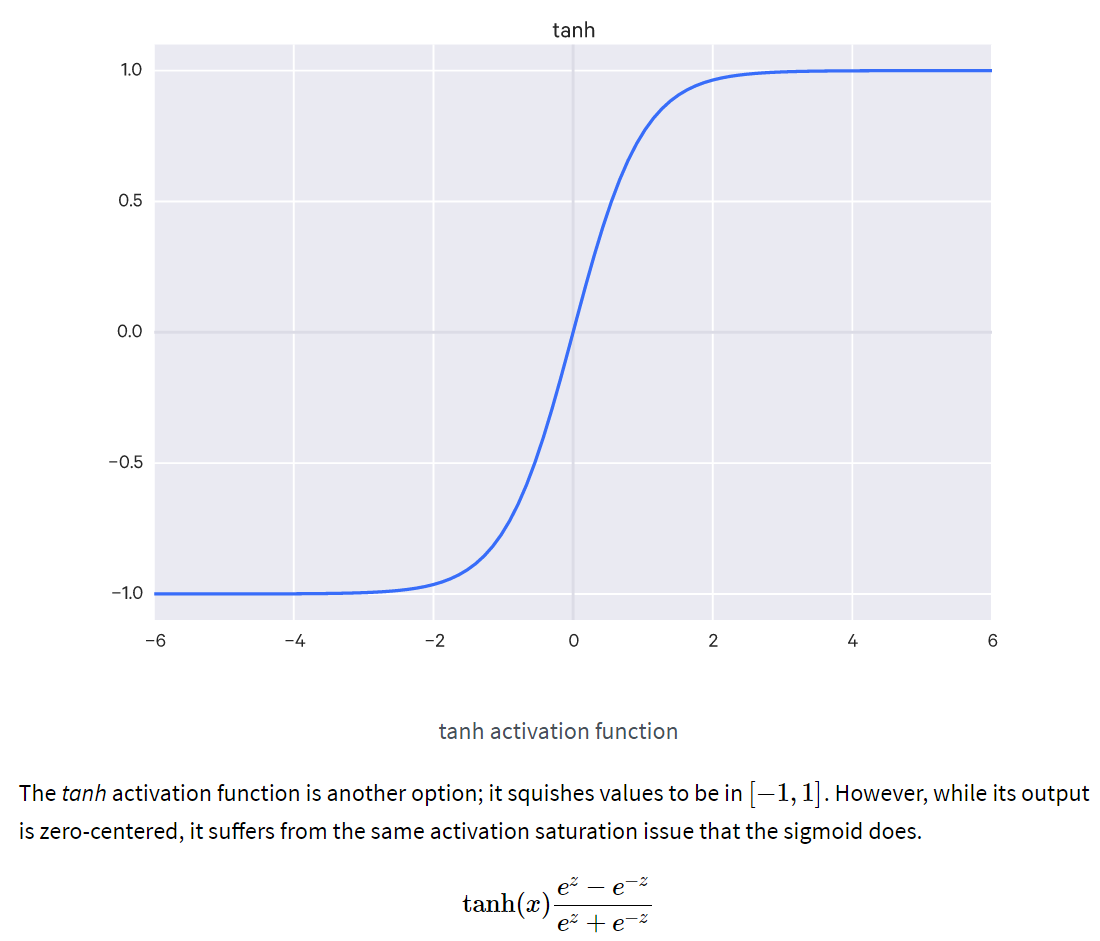 tanh
1.0
0.5
0.0
−0.5
−1.0
−6 −4 −2 0 2 4 6
tanh activation function
The tanh activation function is another option; it squishes values to be in [−1, 1]. However, while its output
is zero-centered, it suffers from the same activation saturation issue that the sigmoid does.
tanh(x) \frac{e^z − e^{−z}}{e^z + e^{−z}}